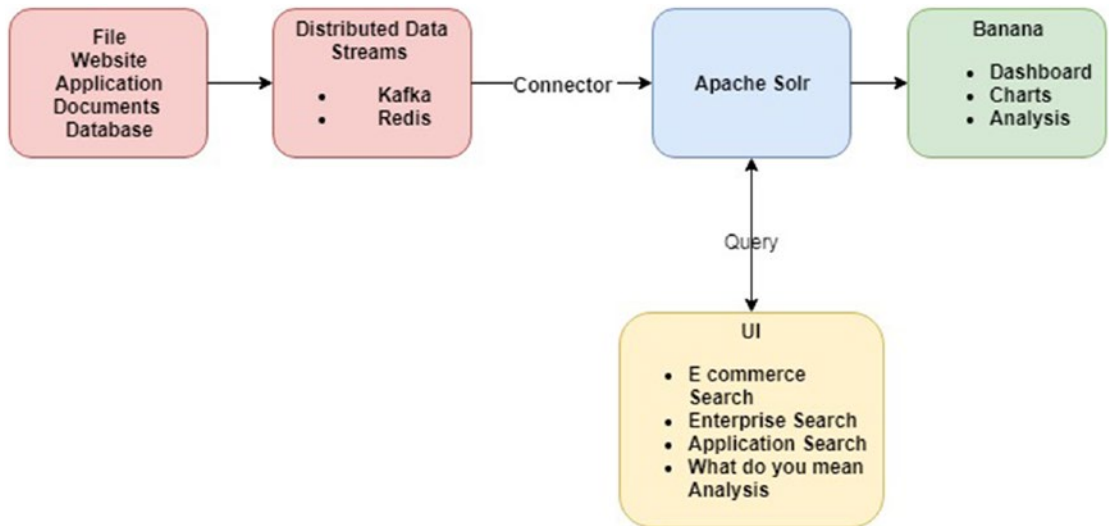 File
Website
Application
Documents
Database
Distributed Data
Streams
• Kafka
• Redis
Connector
Apache Solr
Banana
• Dashboard
• Charts
• Analysis
Query
UI
• E commerce
Search
• Enterprise Search
• Application Search
• What do you mean
Analysis